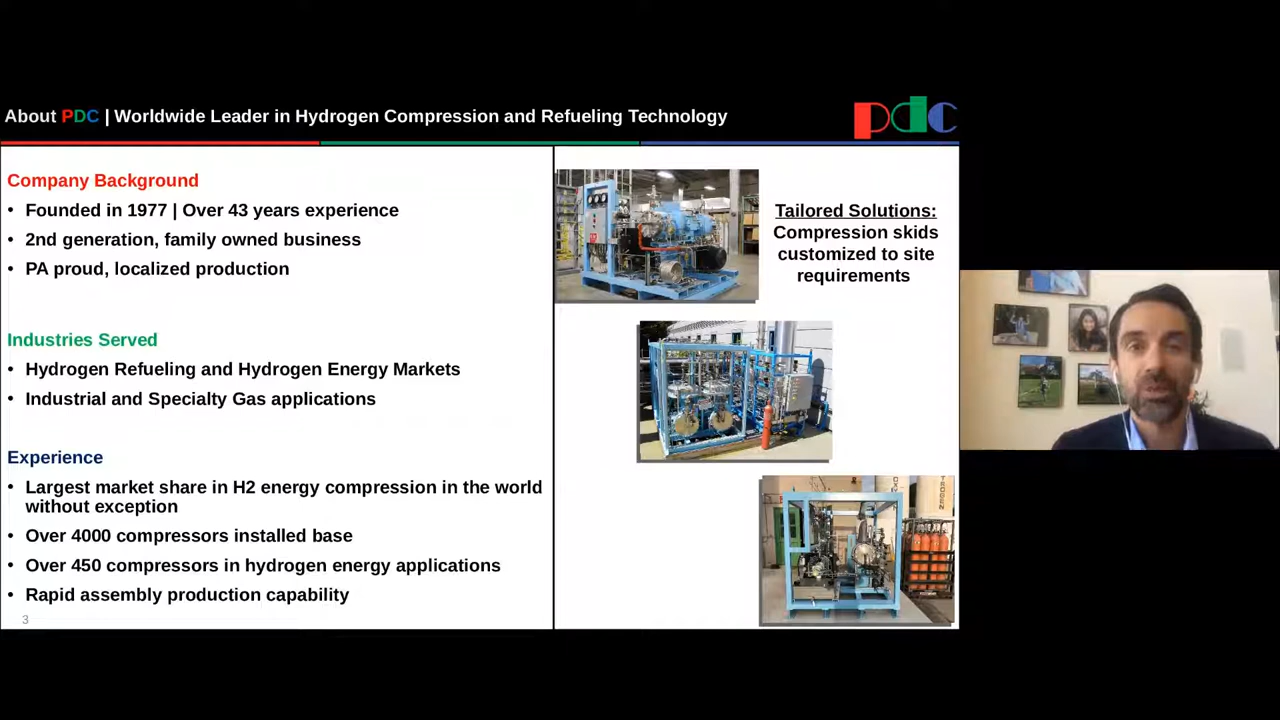 About PDC | Worldwide Leader in Hydrogen Compression and Refueling Technology
pdc
Company Background
• Founded in 1977 | Over 43 years experience
• 2nd generation, family owned business
• PA proud, localized production
Industries Served
• Hydrogen Refueling and Hydrogen Energy Markets
• Industrial and Specialty Gas applications
Experience
• Largest market share in H2 energy compression in the world
without exception
• Over 4000 compressors installed base
• Over 450 compressors in hydrogen energy applications
• Rapid assembly production capability
3
Tailored Solutions:
Compression skids
customized to site
requirements